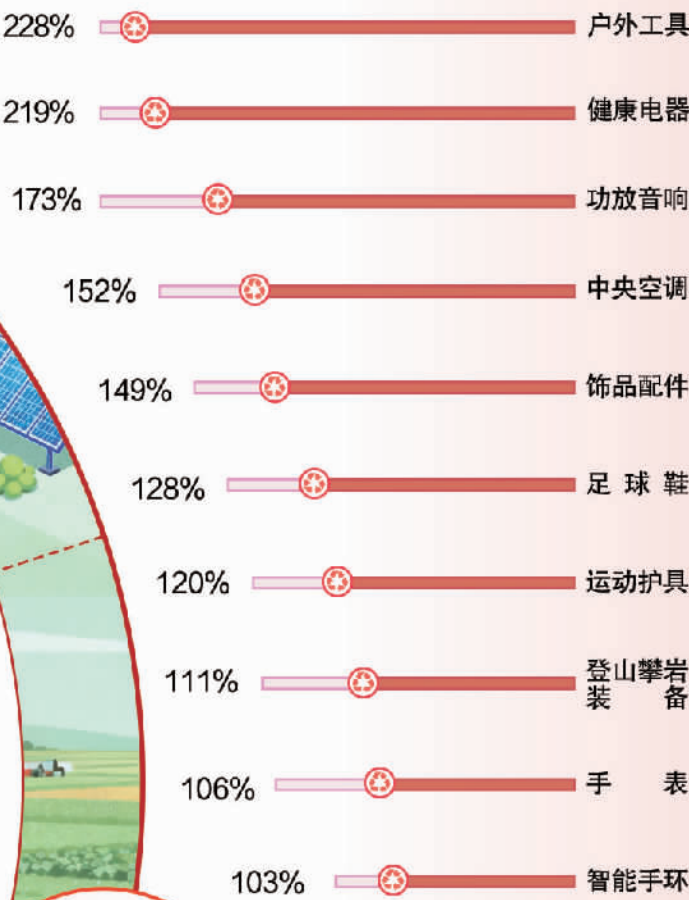 228% 户外工具
219% 健康电器
173% 功放音响
152% 中央空调
149% 饰品配件
128% 足球鞋
120% 运动护具
111% 登山攀岩
装备
106% 手表
103% 智能手环